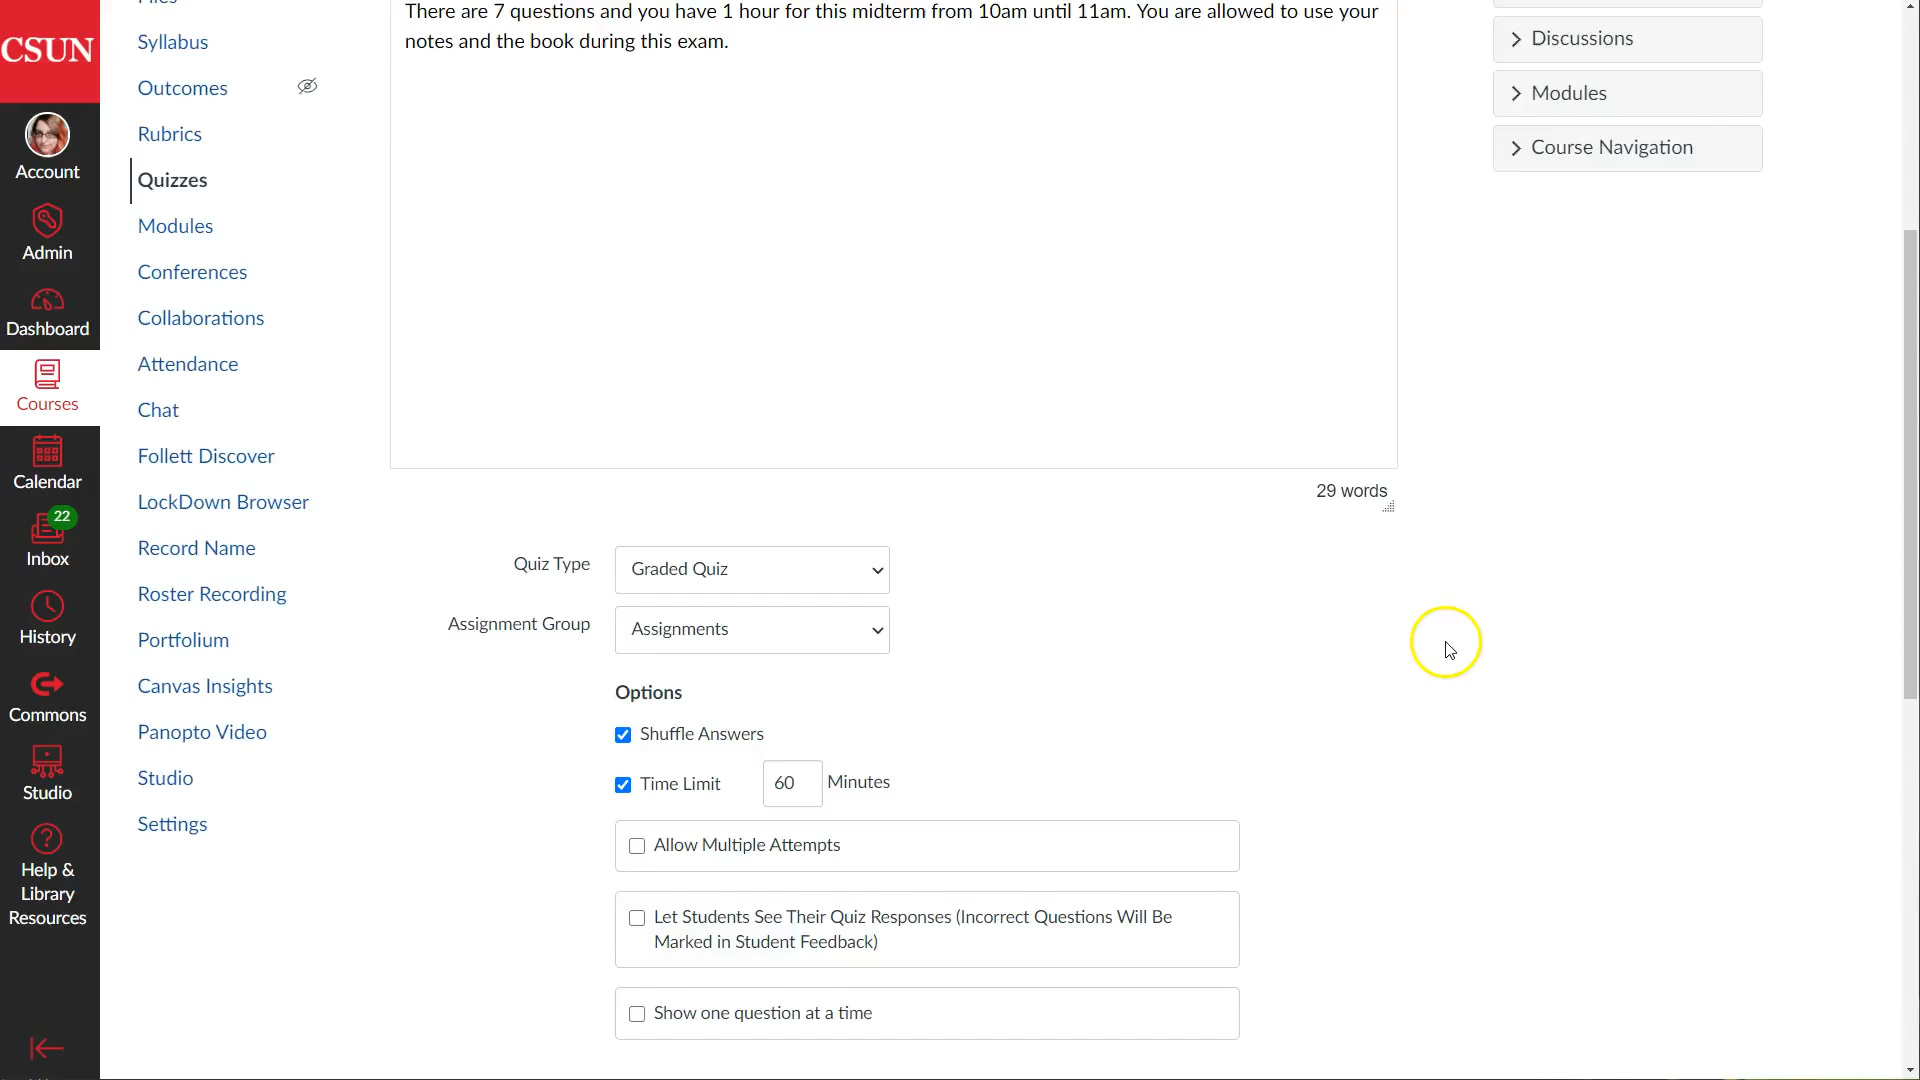 CSUN
Account
Admin
Dashboard
Courses
Calendar
22
Inbox
History
Commons
Studio
Help &
Library
Resources
Syllabus
Outcomes
Rubrics
Quizzes
Modules
Conferences
Collaborations
Attendance
Chat
Follett Discover
LockDown Browser
Record Name
Roster Recording
Portfolium
Canvas Insights
Panopto Video
Studio
Settings
There are 7 questions and you have 1 hour for this midterm from 10am until 11am. You are allowed to use your
notes and the book during this exam.
29 words
Quiz Type Graded Quiz
Assignment Group Assignments
Options
Shuffle Answers
Time Limit 60 Minutes
Allow Multiple Attempts
Let Students See Their Quiz Responses (Incorrect Questions Will Be
Marked in Student Feedback)
Show one question at a time
Discussions
Modules
Course Navigation